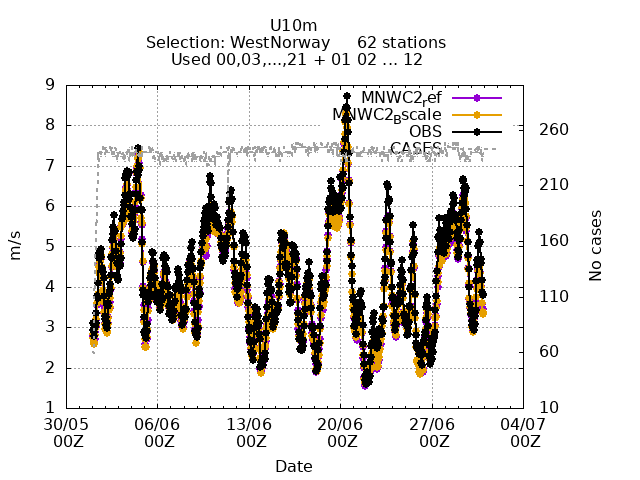 U10m
Selection: WestNorway 62 stations
Used 00,03,...,21 + 01 02 ... 12
MNWC2_ref
MNWC2_Bscale
OBS
CASES
9
8
7
6
5
4
3
2
1
260
210
160
110
60
10
m/s
No cases
30/05 06/06 13/06 20/06 27/06 04/07
00Z 00Z 00Z 00Z 00Z 00Z
Date